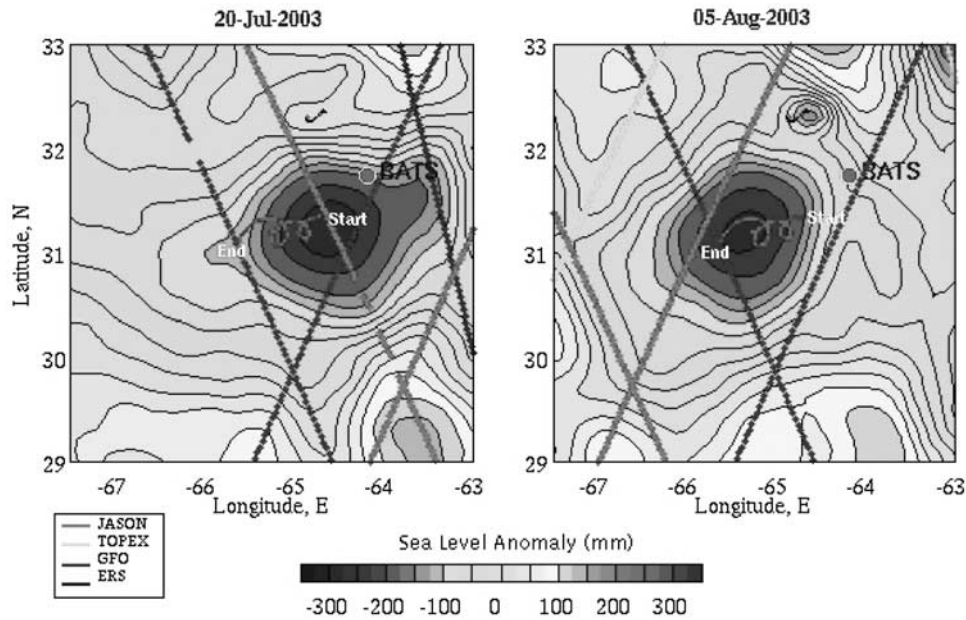 20-Jul-2003
05-Aug-2003
33
32
31
30
29
Latitude, N
BATS
Start
End
-67
-66
-65
-64
-63
Longitude, E
33
32
31
30
29
BATS
Start
End
-67
-66
-65
-64
-63
Longitude, E
JASON
TOPEX
GFO
ERS
Sea Level Anomaly (mm)
-300 -200 -100 0 100 200 300